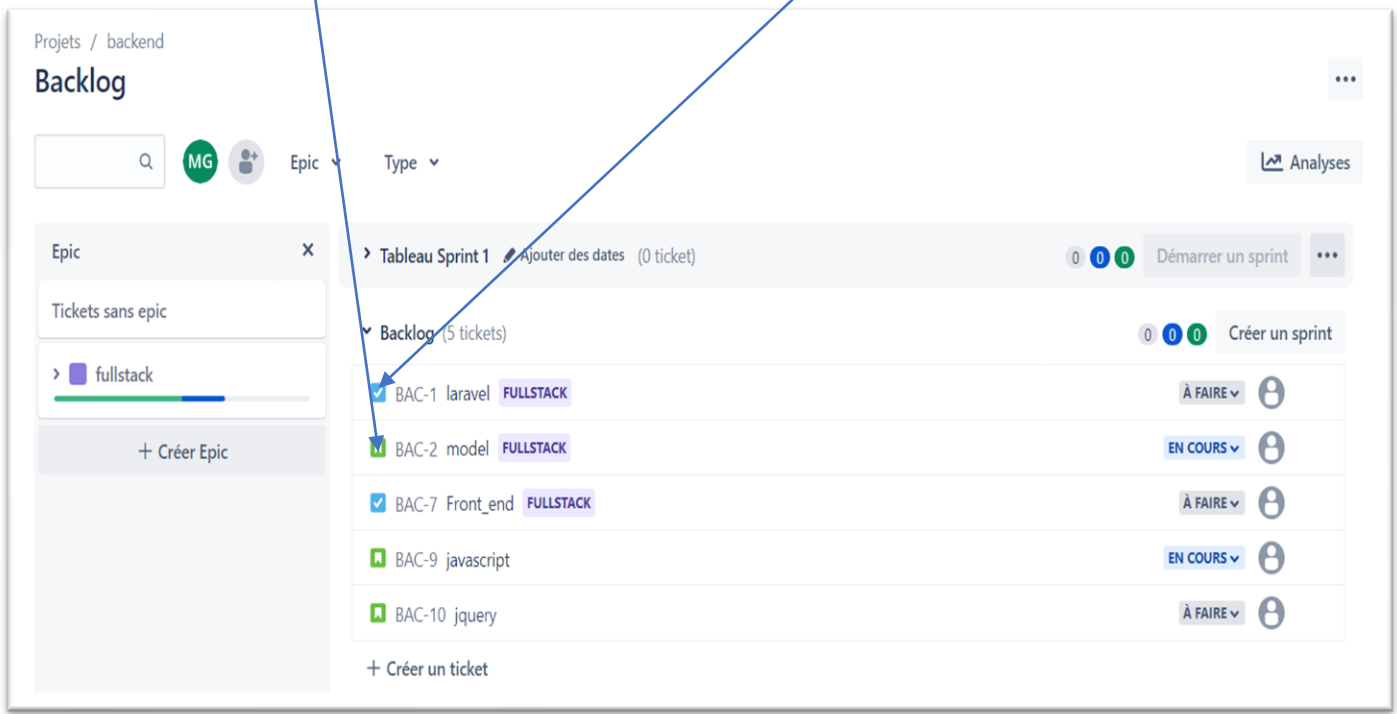 Projets / backend
Backlog
MG Epic Type Analyses
Epic
Tickets sans epic
fullstack
+ Créer Epic
Tableau Sprint 1 Ajouter des dates (0 ticket) 0 0 0 Démarrer un sprint
Backlog (5 tickets) 0 0 0 Créer un sprint
BAC-1 laravel FULLSTACK À FAIRE
BAC-2 model FULLSTACK EN COURS
BAC-7 Front_end FULLSTACK À FAIRE
BAC-9 javascript EN COURS
BAC-10 jquery À FAIRE
+ Créer un ticket